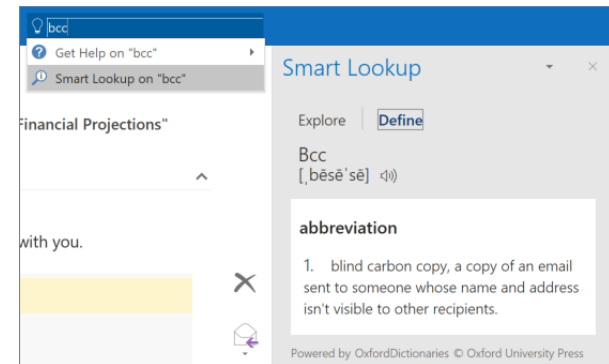 bcc
Get Help on "bcc"
Smart Lookup on "bcc"
Financial Projections"
with you.
Smart Lookup
Explore Define
Bcc
[ˌbēsēˈsē]
abbreviation
1. blind carbon copy, a copy of an email
sent to someone whose name and address
isn't visible to other recipients.
Powered by OxfordDictionaries © Oxford University Press